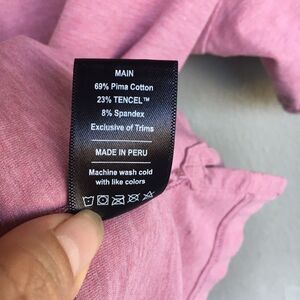 MAIN
69% Pima Cotton
23% TENCEL™
8% Spandex
Exclusive of Trims
MADE IN PERU
Machine wash cold
with like colors